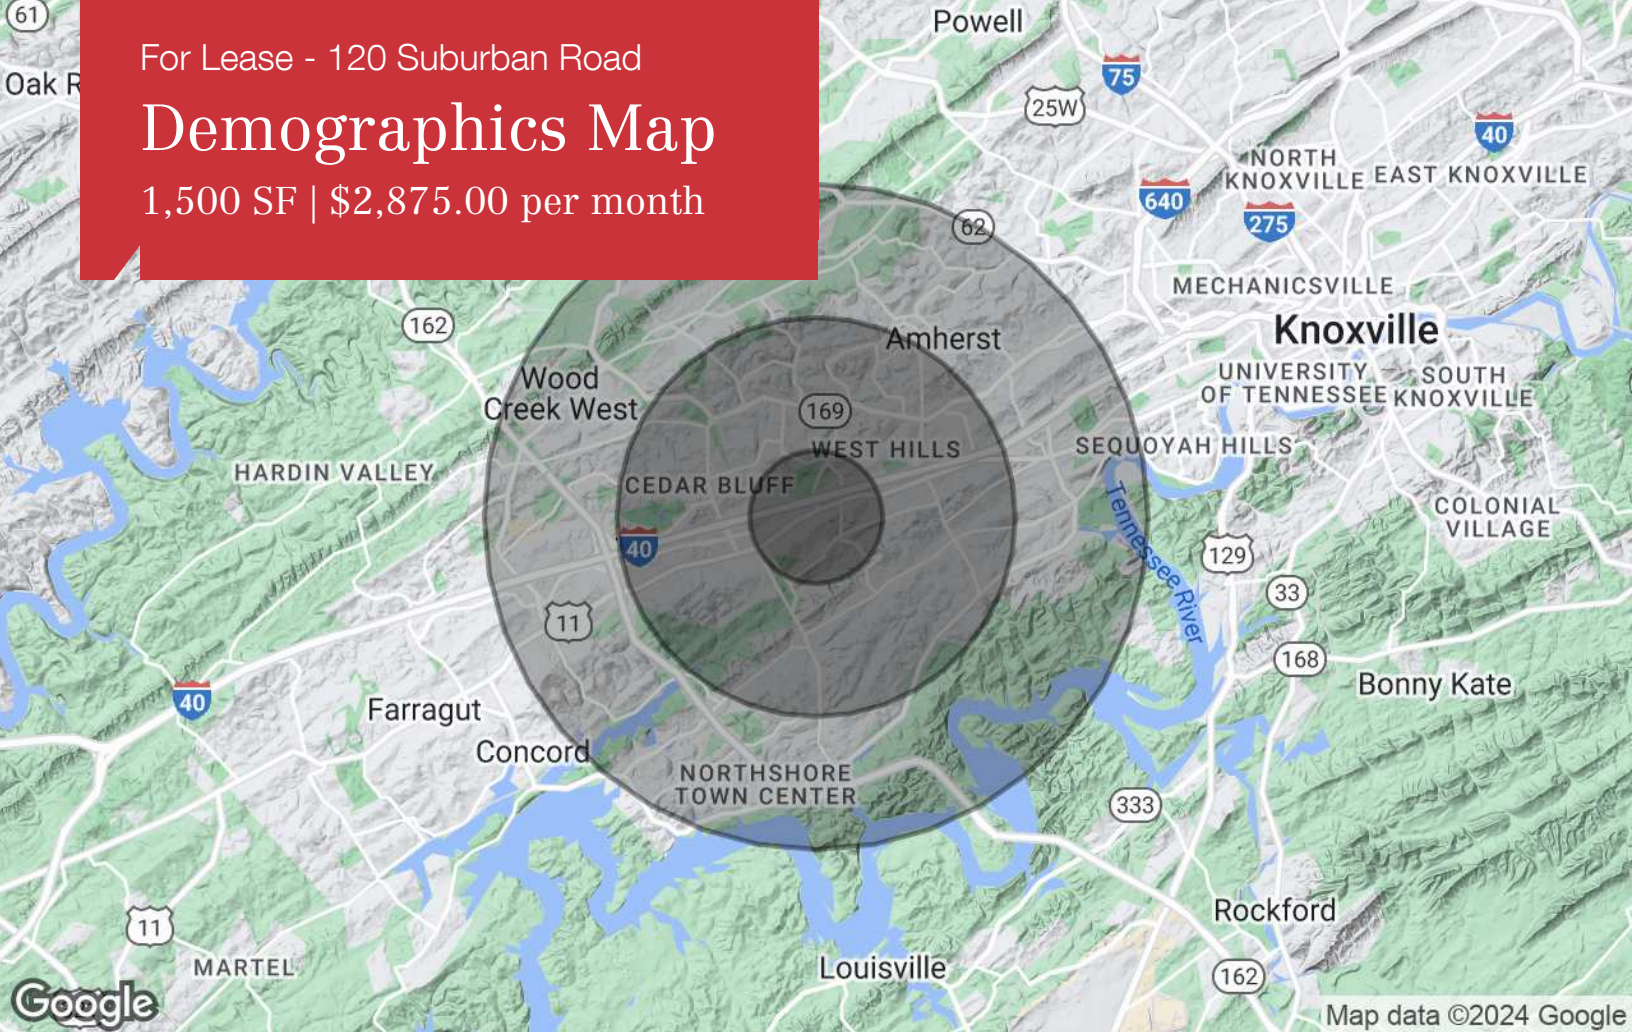 For Lease - 120 Suburban Road
Demographics Map
1,500 SF | $2,875.00 per month
61
Powell
Oak R
75
25W
40
NORTH
KNOXVILLE
EAST KNOXVILLE
640
275
62
MECHANICSVILLE
162
Knoxville
Amherst
Wood
Creek West
UNIVERSITY
OF TENNESSEE
SOUTH
KNOXVILLE
169
WEST HILLS
SEQUOYAH HILLS
HARDIN VALLEY
CEDAR BLUFF
Tennessee River
COLONIAL
VILLAGE
40
129
33
11
168
40
Farragut
Bonny Kate
Concord
NORTHSHORE
TOWN CENTER
333
11
Rockford
MARTEL
Louisville
162
Google
Map data ©2024 Google